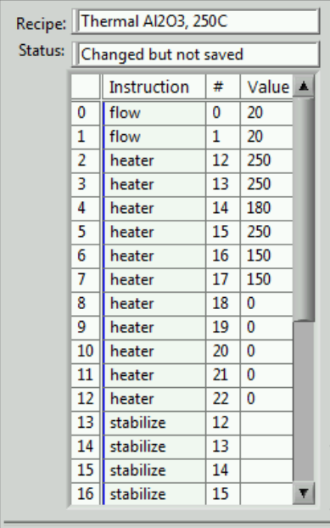 Recipe: Thermal Al2O3, 250C
Status: Changed but not saved
Instruction # Value
0 flow 0 20
1 flow 1 20
2 heater 12 250
3 heater 13 250
4 heater 14 180
5 heater 15 250
6 heater 16 150
7 heater 17 150
8 heater 18 0
9 heater 19 0
10 heater 20 0
11 heater 21 0
12 heater 22 0
13 stabilize 12
14 stabilize 13
15 stabilize 14
16 stabilize 15